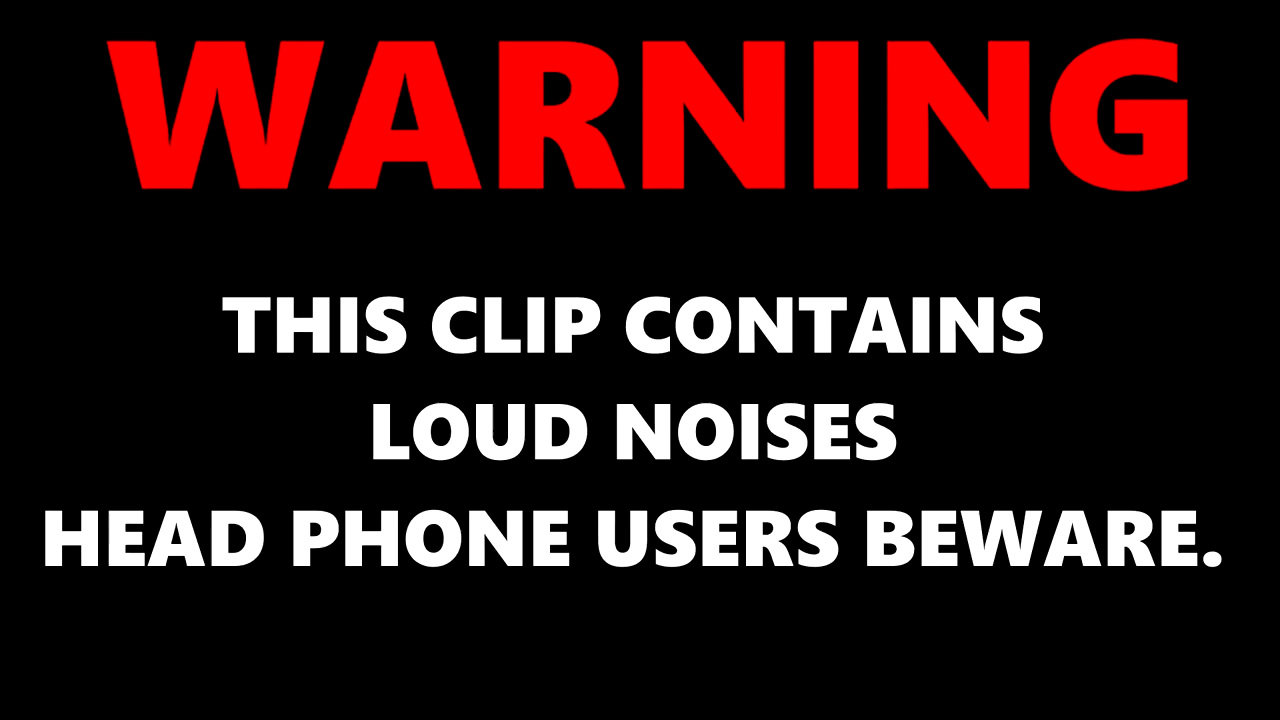 WARNING
THIS CLIP CONTAINS
LOUD NOISES
HEAD PHONE USERS BEWARE.